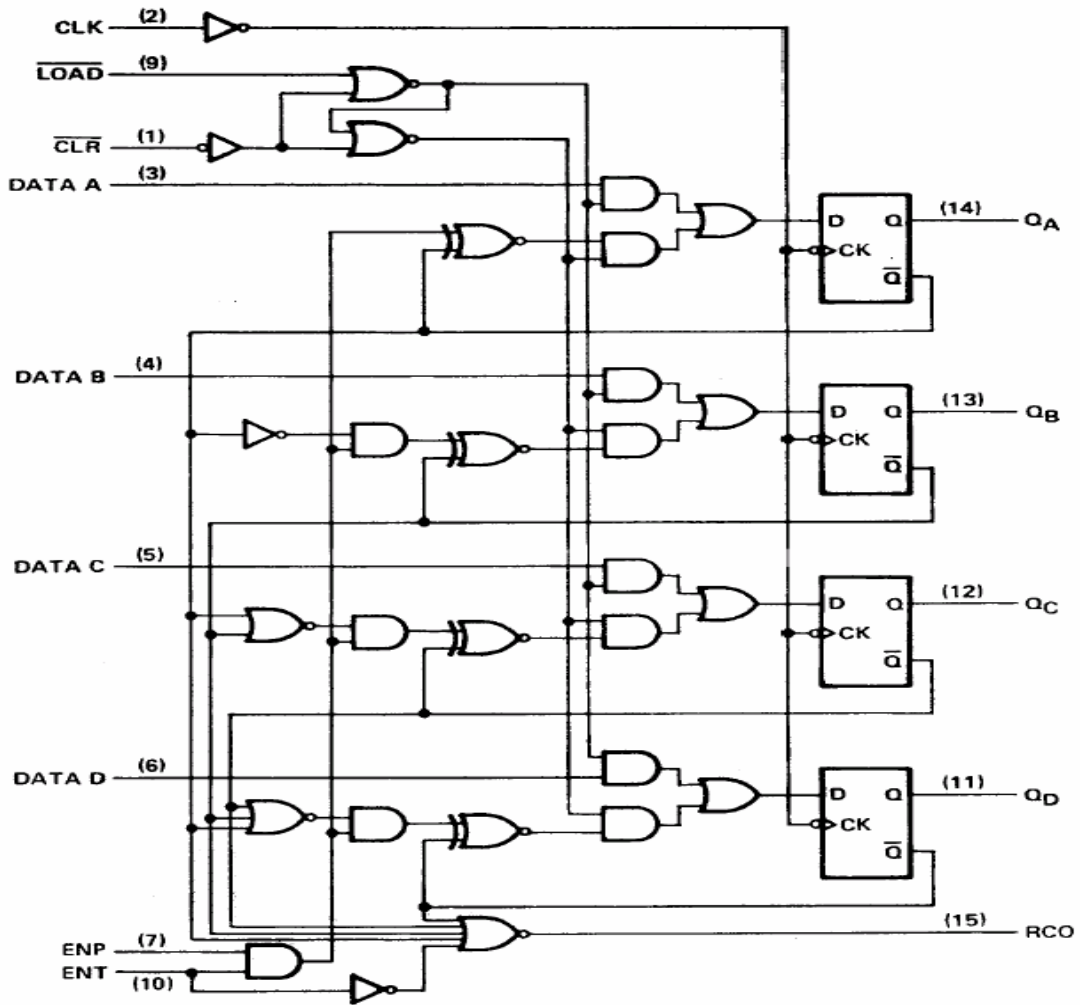 CLK (2)
LOAD (9)
CLR (1)
DATA A (3)
D Q (14) QA
CK
Q
DATA B (4)
D Q (13) QB
CK
Q
DATA C (5)
D Q (12) QC
CK
Q
DATA D (6)
D Q (11) QD
CK
Q
(15) RCO
ENP (7)
ENT (10)